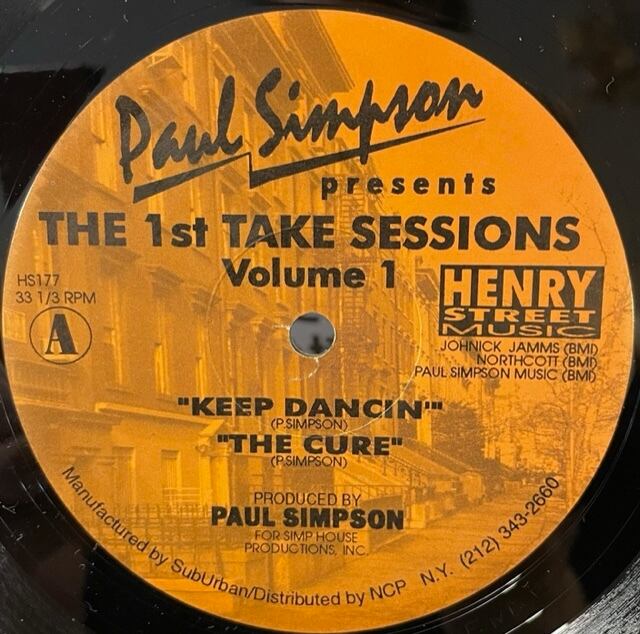 Paul Simpson
presents
THE 1st TAKE SESSIONS
Volume 1
HS177
33 1/3 RPM
A
HENRY
STREET
MUSIC
JOHNICK JAMMS (BMI)
NORTHCOTT (BMI)
PAUL SIMPSON MUSIC (BMI)
"KEEP DANCIN'"
(P.SIMPSON)
"THE CURE"
(P.SIMPSON)
PRODUCED BY
PAUL SIMPSON
FOR SIMP HOUSE
PRODUCTIONS, INC.
Manufactured by SubUrban/Distributed by NCP N.Y. (212) 343-2660